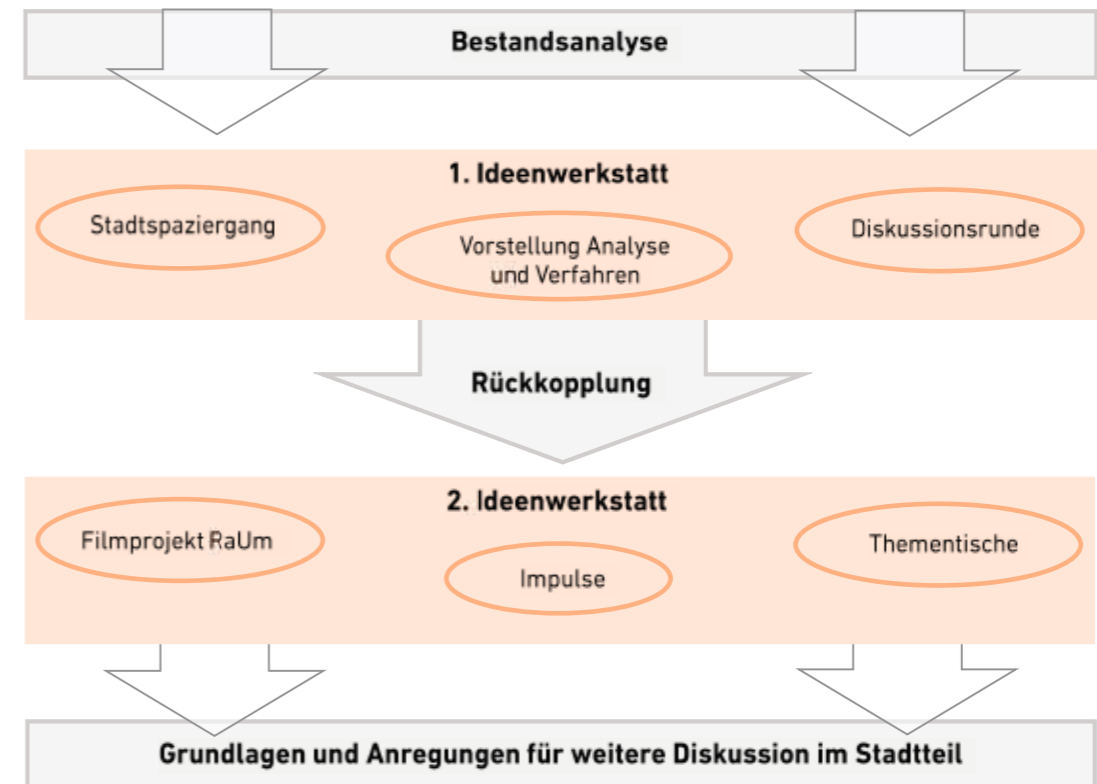 Bestandsanalyse
1. Ideenwerkstatt
Stadtspaziergang
Vorstellung Analyse
und Verfahren
Diskussionsrunde
Rückkopplung
2. Ideenwerkstatt
Filmprojekt RaUm
Impulse
Thementische
Grundlagen und Anregungen für weitere Diskussion im Stadtteil